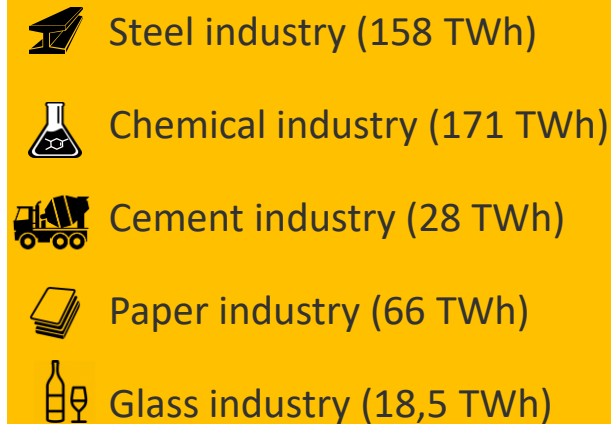 Steel industry (158 TWh)
Chemical industry (171 TWh)
Cement industry (28 TWh)
Paper industry (66 TWh)
Glass industry (18,5 TWh)